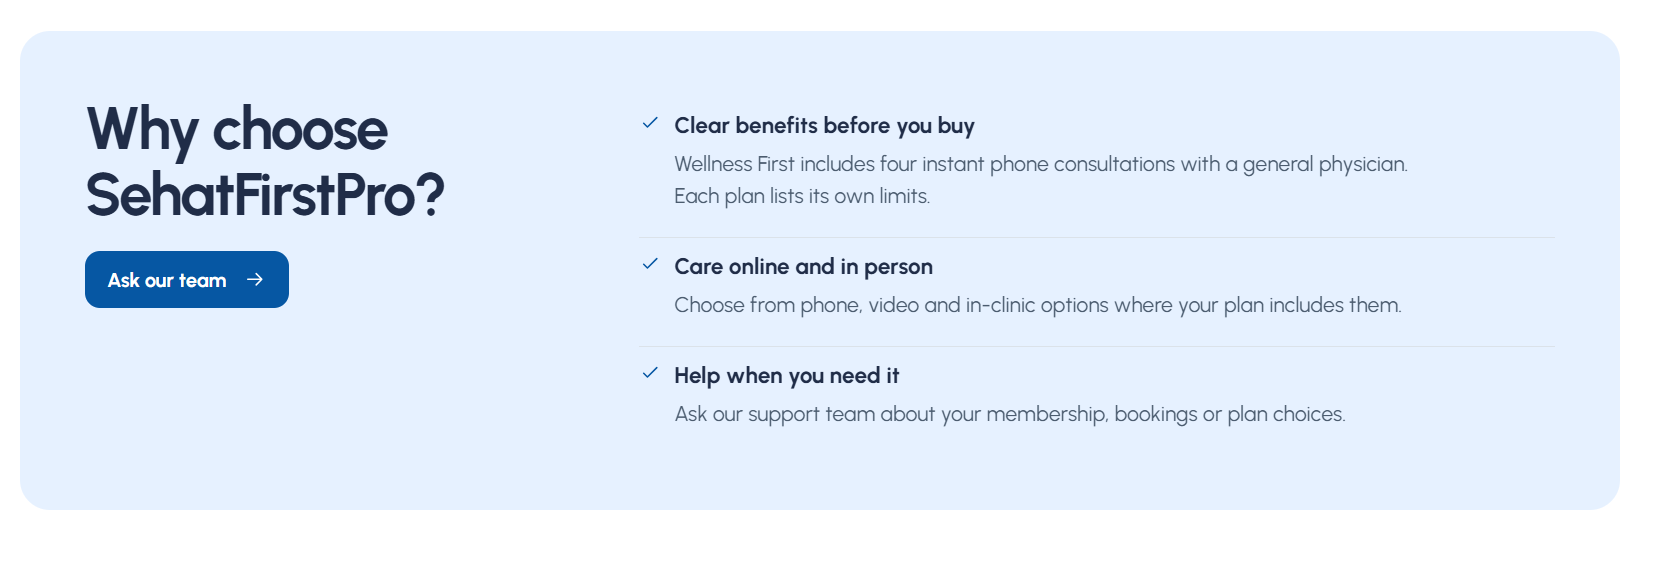 Why choose
SehatFirstPro?
Ask our team
Clear benefits before you buy
Wellness First includes four instant phone consultations with a general physician.
Each plan lists its own limits.
Care online and in person
Choose from phone, video and in-clinic options where your plan includes them.
Help when you need it
Ask our support team about your membership, bookings or plan choices.